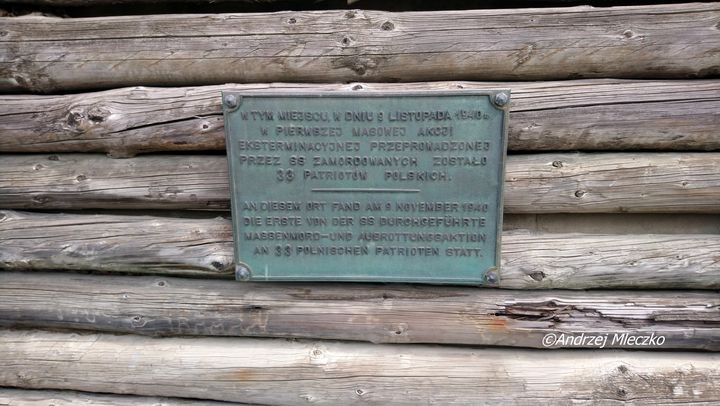 W TYM MIEJSCU, W DNIU 9 LISTOPADA 1940R.
W PIERWSZEJ MASOWEJ AKCJI
EKSTERMINACYJNEJ PRZEPROWADZONEJ
PRZEZ SS ZAMORDOWANYCH ZOSTAŁO
33 PATRIOTÓW POLSKICH.
AN DIESEM ORT FAND AM 9 NOVEMBER 1940
DIE ERSTE VON DER SS DURCHGEFÜHRTE
MASSENMORD-UND AUSROTTUNGSAKTION
AN 33 POLNISCHEN PATRIOTEN STATT.
©Andrzej Mleczko